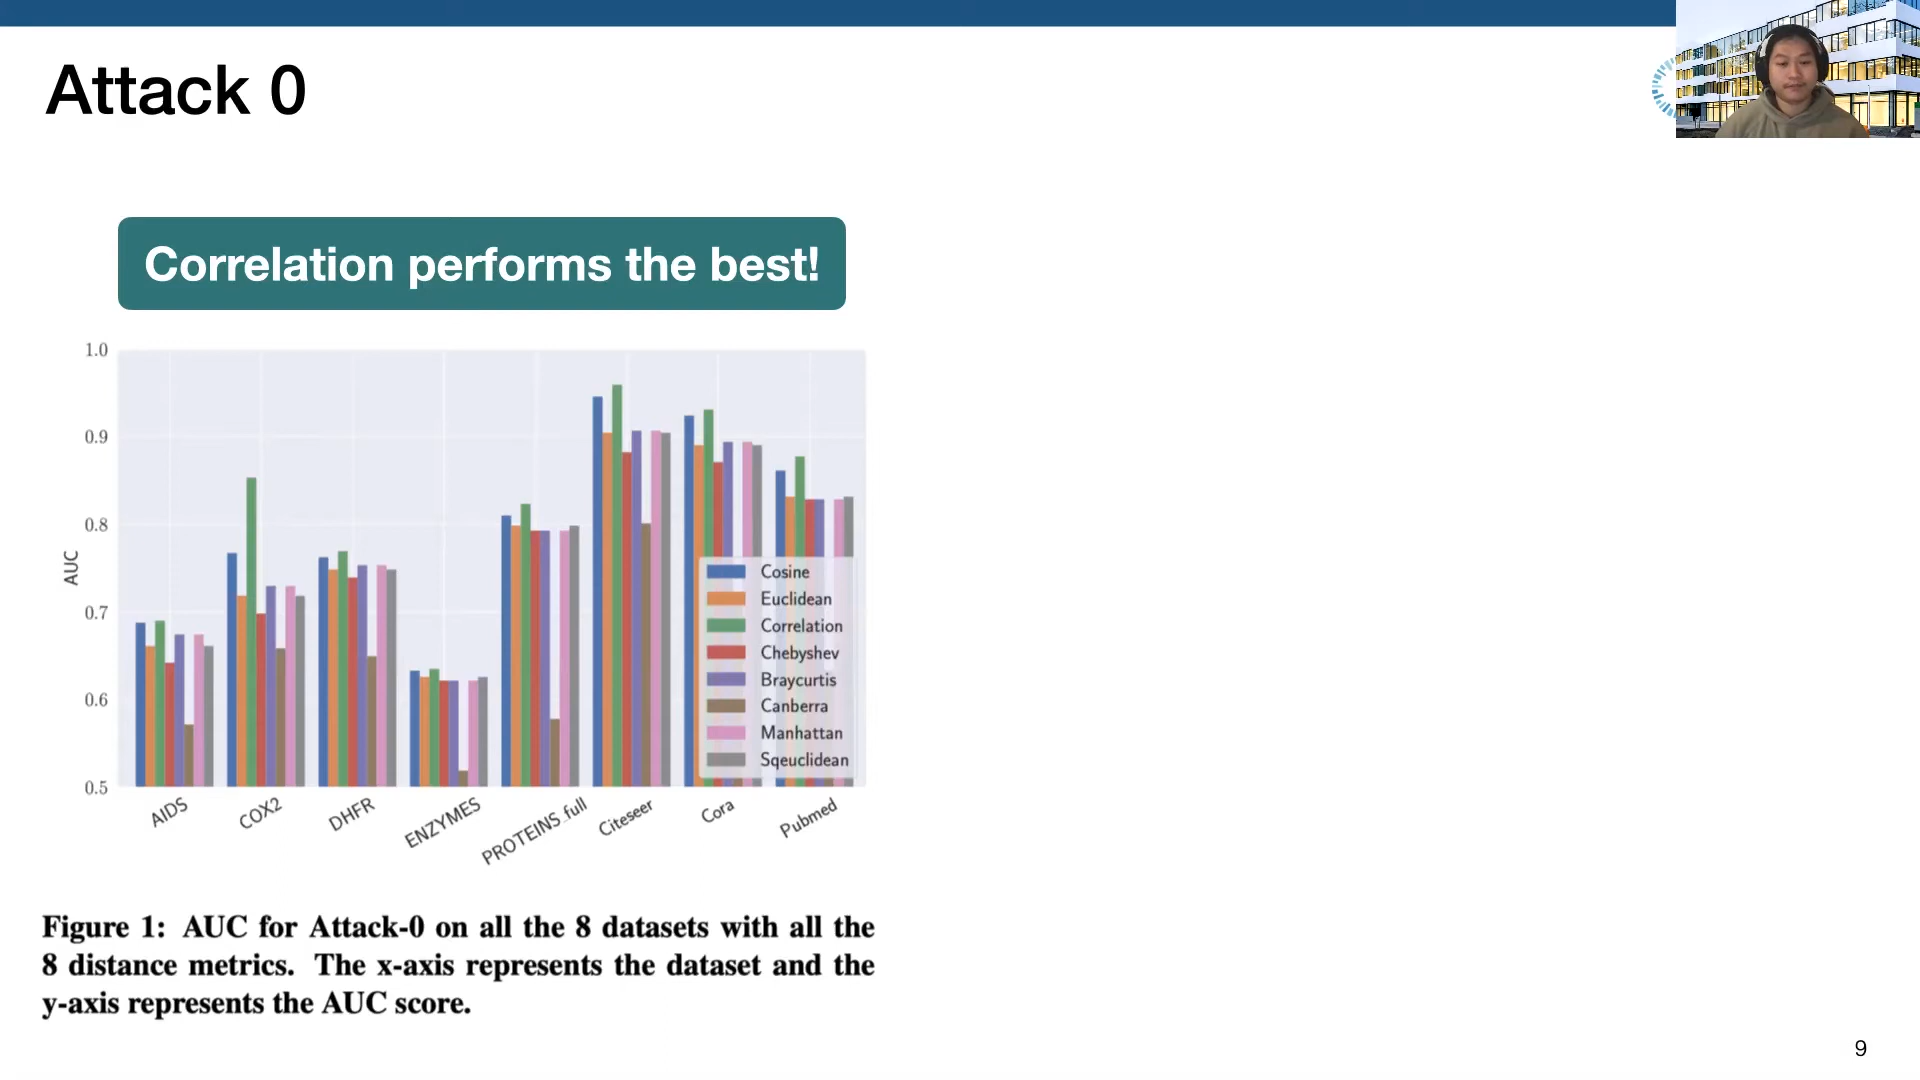 Attack 0
Correlation performs the best!
1.0
0.9
0.8
0.7
0.6
0.5
AUC
Cosine
Euclidean
Correlation
Chebyshev
Braycurtis
Canberra
Manhattan
Sqeuclidean
AIDS
COX2
DHFR
ENZYMES
PROTEINS_full
Citeseer
Cora
Pubmed
Figure 1: AUC for Attack-0 on all the 8 datasets with all the
8 distance metrics. The x-axis represents the dataset and the
y-axis represents the AUC score.
9